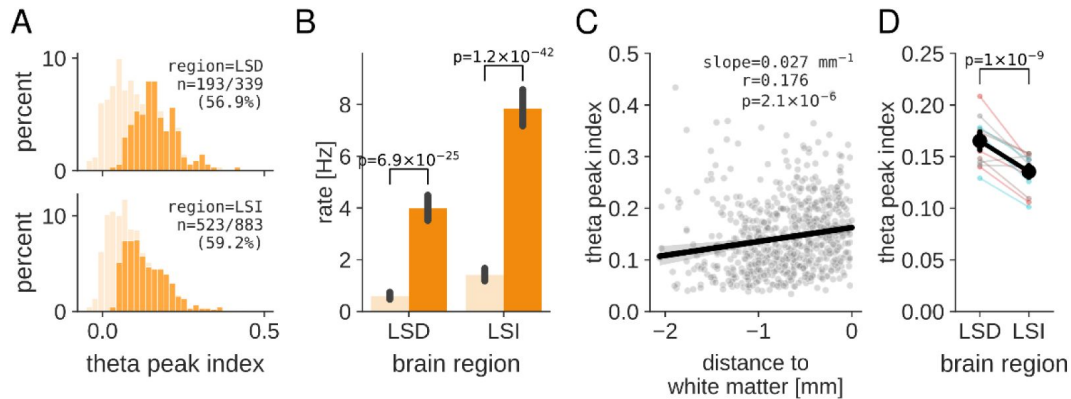 A
10
percent
0
region=LSD
n=193/339
(56.9%)
10
percent
0
region=LSI
n=523/883
(59.2%)
0.0
0.5
theta peak index
B
rate [Hz]
8
6
4
2
0
p=6.9×10⁻²⁵
p=1.2×10⁻⁴²
LSD
LSI
brain region
C
theta peak index
0.5
0.4
0.3
0.2
0.1
0.0
slope=0.027 mm⁻¹
r=0.176
p=2.1×10⁻⁶
−2
−1
0
distance to
white matter [mm]
D
theta peak index
0.25
0.20
0.15
0.10
0.05
0.00
p=1×10⁻⁹
LSD
LSI
brain region